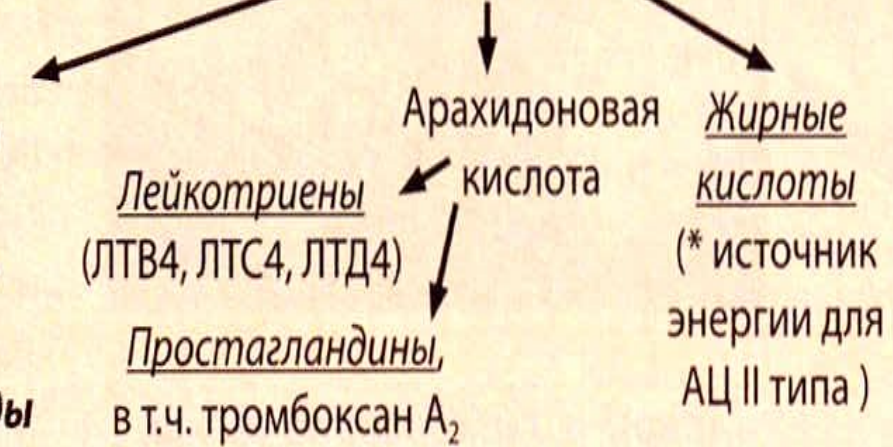 Арахидоновая
кислота
Жирные
кислоты
(* источник
энергии для
АЦ II типа )
Лейкотриены
(ЛТВ4, ЛТС4, ЛТД4)
Простагландины,
в т.ч. тромбоксан А₂